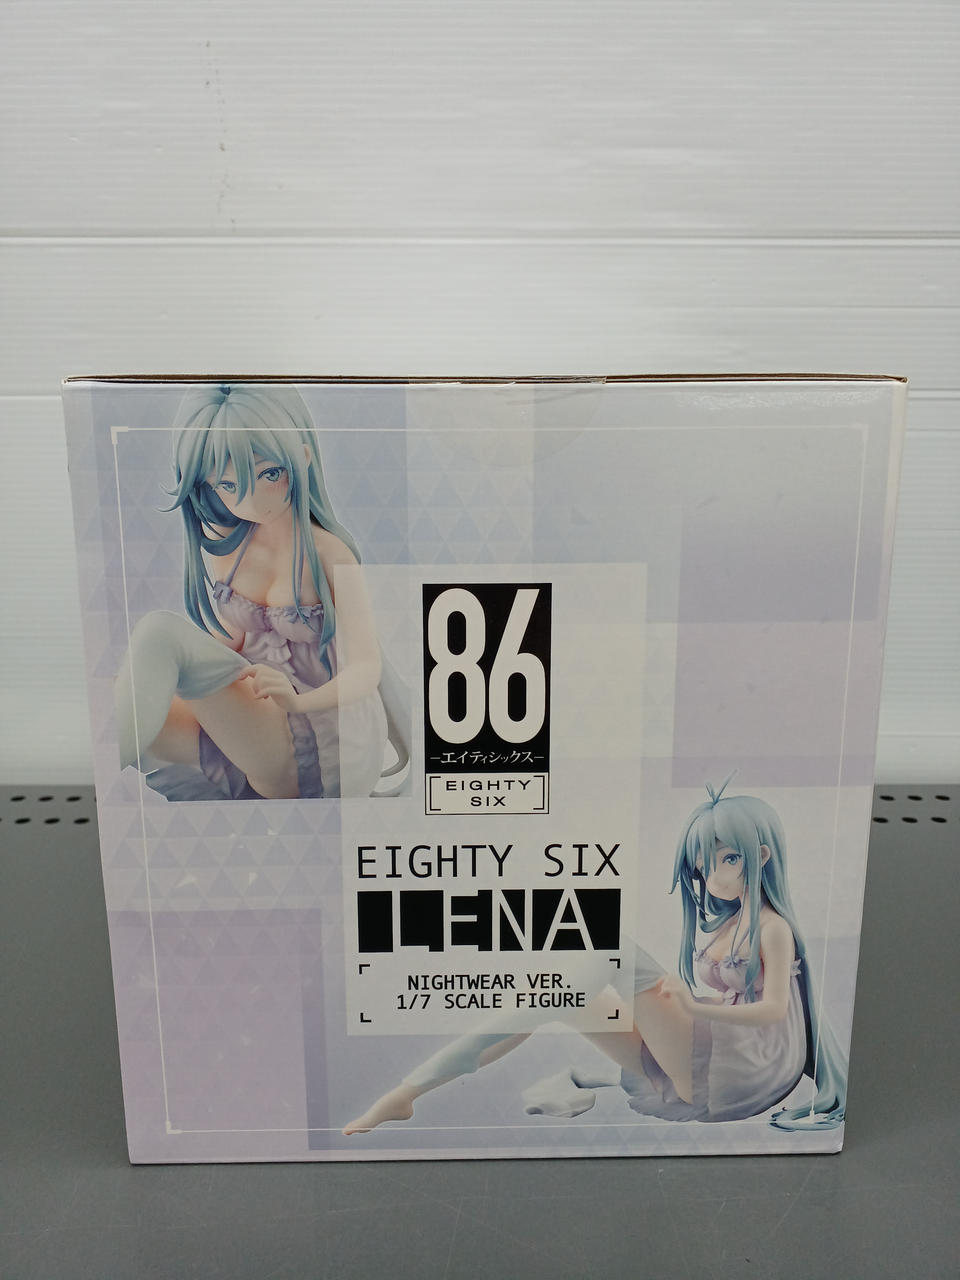 86
—エイティシックス—
EIGHTY
SIX
EIGHTY SIX
LENA
NIGHTWEAR VER.
1/7 SCALE FIGURE